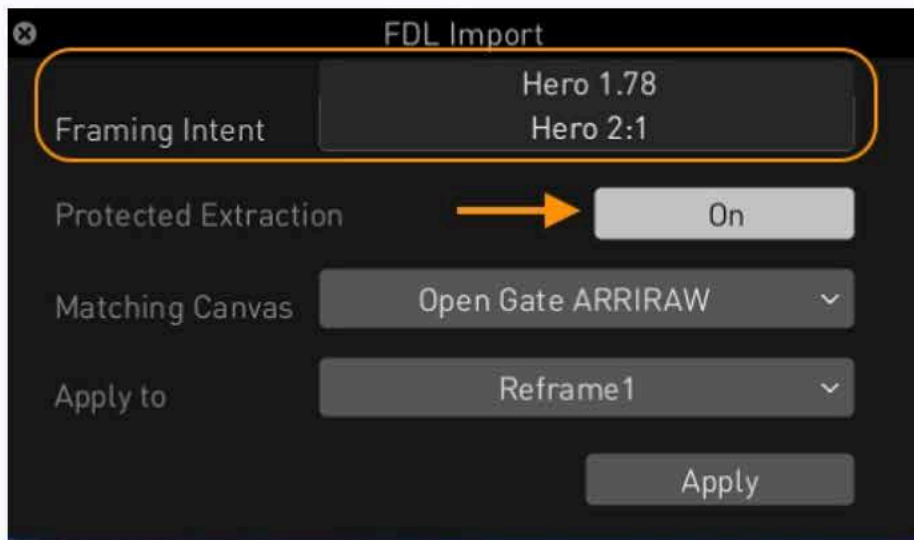 FDL Import
Hero 1.78
Framing Intent
Hero 2:1
Protected Extraction
On
Matching Canvas
Open Gate ARRIRAW
Apply to
Reframe1
Apply